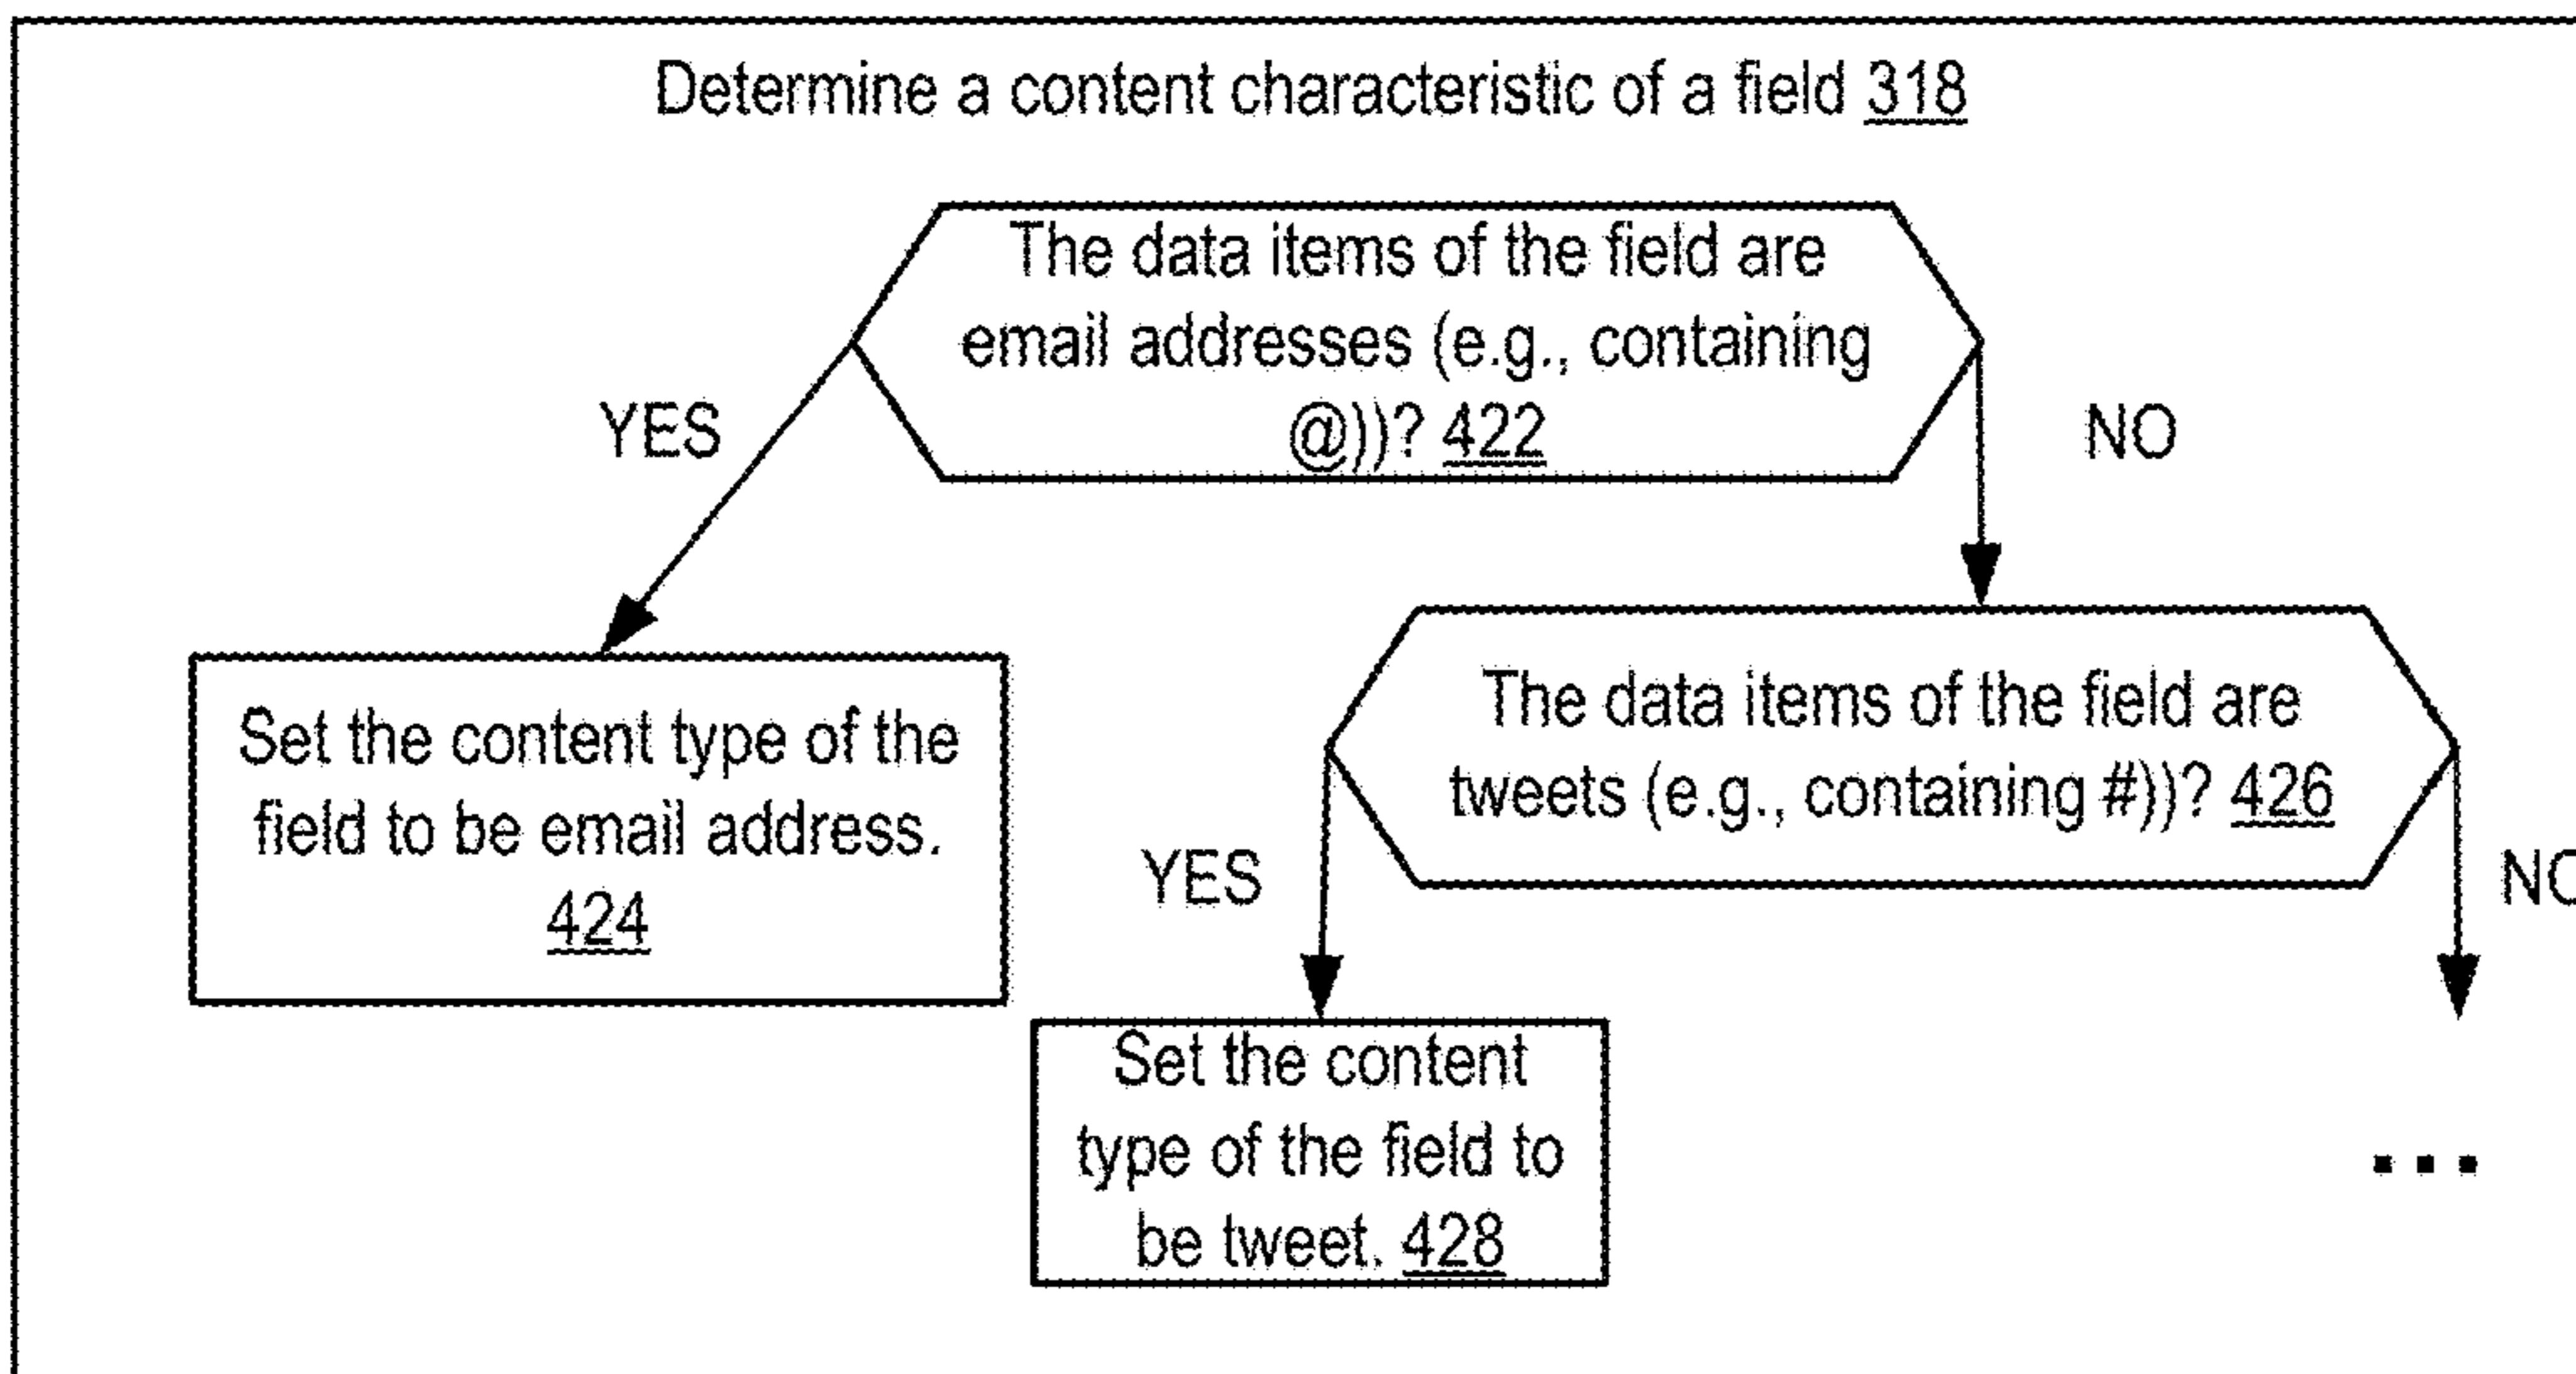 Determine a content characteristic of a field 318
The data items of the field are
email addresses (e.g., containing
@))? 422
YES
NO
Set the content type of the
field to be email address.
424
The data items of the field are
tweets (e.g., containing #))? 426
YES
NO
Set the content
type of the field to
be tweet. 428
...